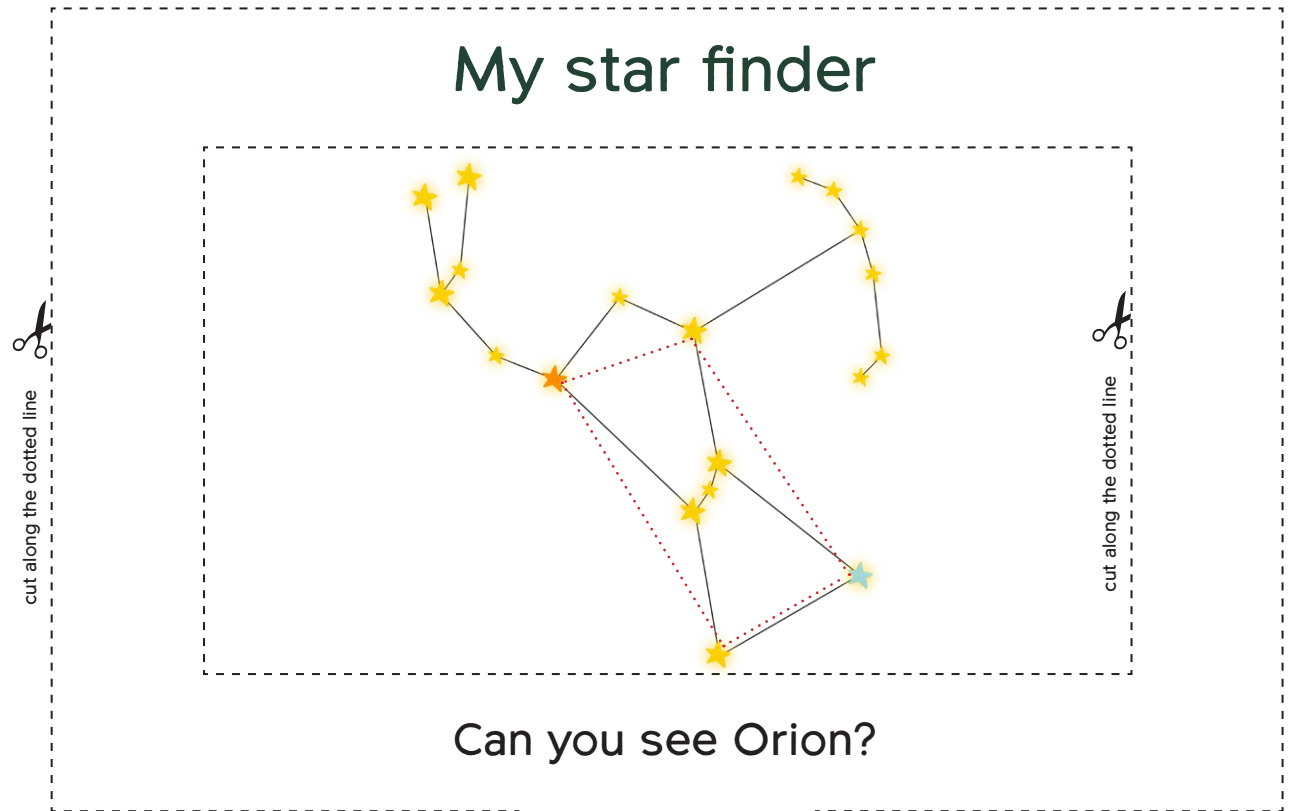 My star finder
cut along the dotted line
cut along the dotted line
Can you see Orion?